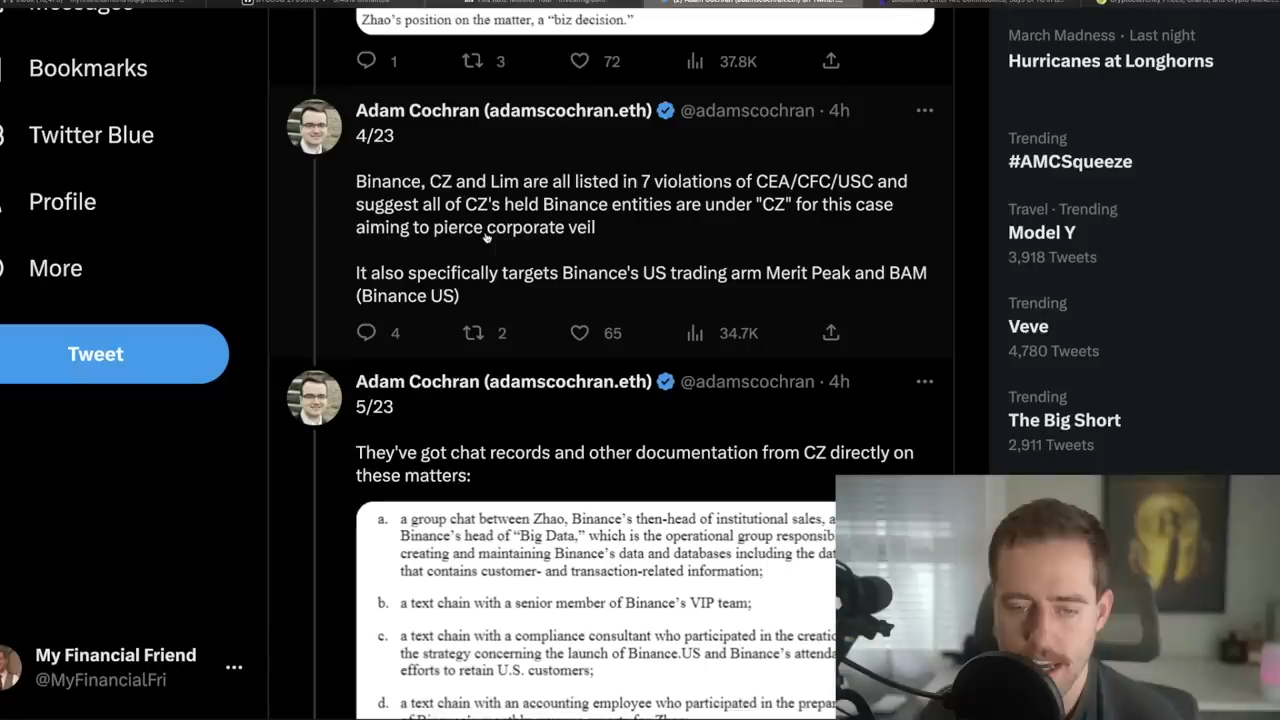 Zhao's position on the matter, a “biz decision.”
1
3
72
37.8K
Bookmarks
Twitter Blue
Profile
More
Tweet
My Financial Friend
@MyFinancialFri
Adam Cochran (adamscochran.eth) @adamscochran · 4h
4/23
Binance, CZ and Lim are all listed in 7 violations of CEA/CFC/USC and
suggest all of CZ's held Binance entities are under "CZ" for this case
aiming to pierce corporate veil
It also specifically targets Binance's US trading arm Merit Peak and BAM
(Binance US)
4
2
65
34.7K
Adam Cochran (adamscochran.eth) @adamscochran · 4h
5/23
They've got chat records and other documentation from CZ directly on
these matters:
a. a group chat between Zhao, Binance's then-head of institutional sales, a
Binance's head of “Big Data,” which is the operational group responsib
creating and maintaining Binance's data and databases including the dat
that contains customer- and transaction-related information;
b. a text chain with a senior member of Binance's VIP team;
c. a text chain with a compliance consultant who participated in the creatio
the strategy concerning the launch of Binance.US and Binance's attenda
efforts to retain U.S. customers;
d. a text chain with an accounting employee who participated in the prepar
March Madness · Last night
Hurricanes at Longhorns
Trending
#AMCSqueeze
Travel · Trending
Model Y
3,918 Tweets
Trending
Veve
4,780 Tweets
Trending
The Big Short
2,911 Tweets